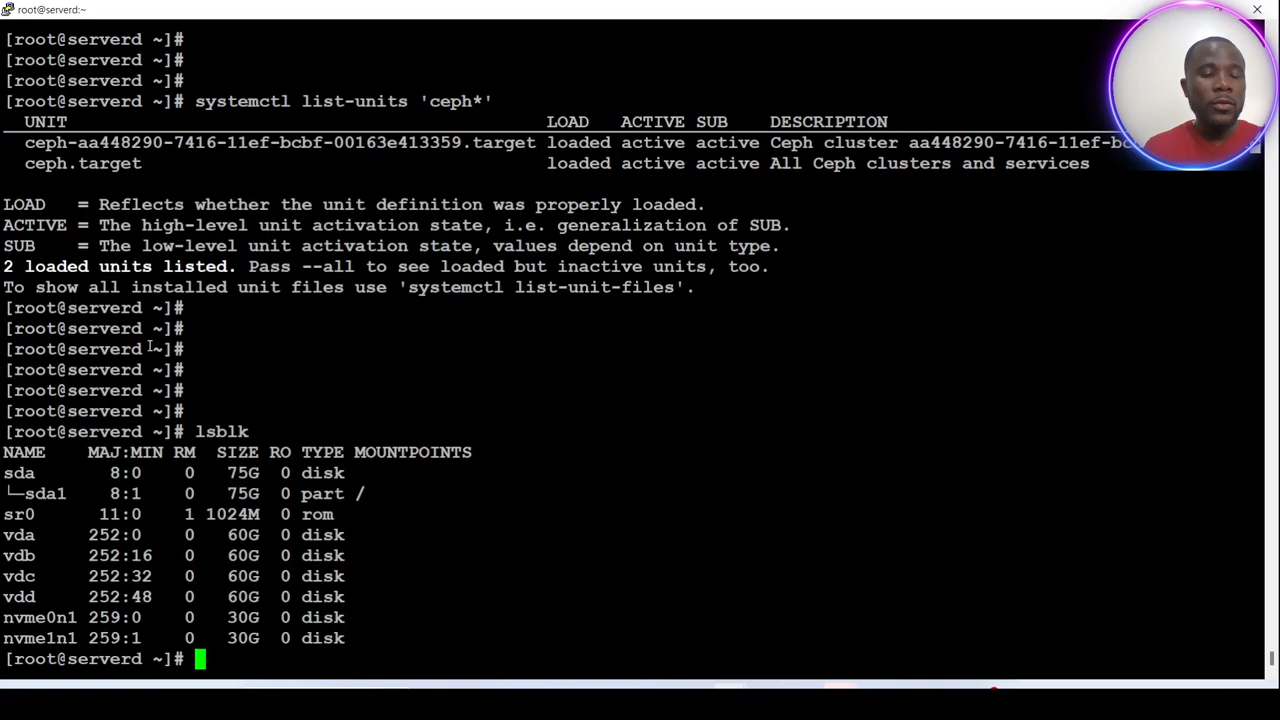 root@serverd:~
[root@serverd ~]#
[root@serverd ~]#
[root@serverd ~]#
[root@serverd ~]# systemctl list-units 'ceph*'
UNIT LOAD ACTIVE SUB DESCRIPTION
ceph-aa448290-7416-11ef-bcbf-00163e413359.target loaded active active Ceph cluster aa448290-7416-11ef-bc
ceph.target loaded active active All Ceph clusters and services
LOAD = Reflects whether the unit definition was properly loaded.
ACTIVE = The high-level unit activation state, i.e. generalization of SUB.
SUB = The low-level unit activation state, values depend on unit type.
2 loaded units listed. Pass --all to see loaded but inactive units, too.
To show all installed unit files use 'systemctl list-unit-files'.
[root@serverd ~]#
[root@serverd ~]#
[root@serverd ~]#
[root@serverd ~]#
[root@serverd ~]#
[root@serverd ~]#
[root@serverd ~]# lsblk
NAME MAJ:MIN RM SIZE RO TYPE MOUNTPOINTS
sda 8:0 0 75G 0 disk
└─sda1 8:1 0 75G 0 part /
sr0 11:0 1 1024M 0 rom
vda 252:0 0 60G 0 disk
vdb 252:16 0 60G 0 disk
vdc 252:32 0 60G 0 disk
vdd 252:48 0 60G 0 disk
nvme0n1 259:0 0 30G 0 disk
nvme1n1 259:1 0 30G 0 disk
[root@serverd ~]#